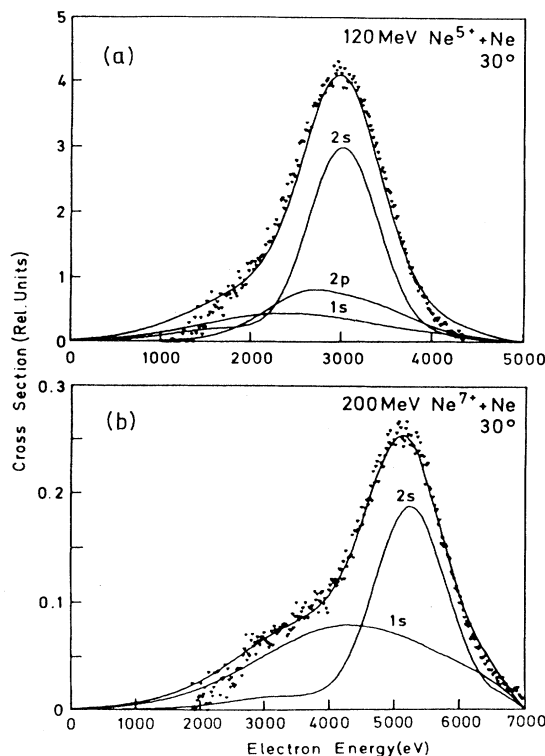 5
(a)
120 MeV Ne5+ + Ne
30°
4
3
2s
2
1
2p
1s
0
0 1000 2000 3000 4000 5000
Cross Section (Rel. Units)
0.3
(b)
200 MeV Ne7+ + Ne
30°
0.2
2s
0.1
1s
0
0 1000 2000 3000 4000 5000 6000 7000
Electron Energy (eV)